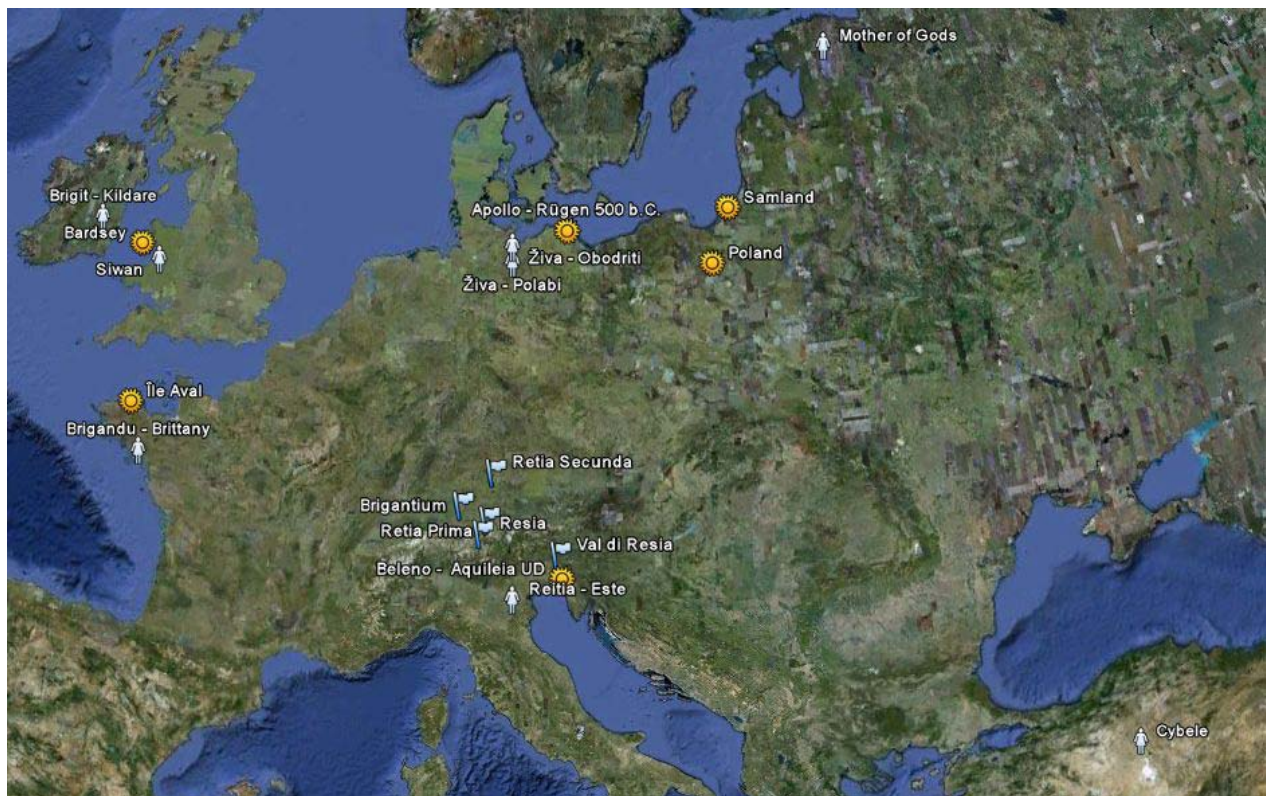 Mother of Gods
Brigit - Kildare
Samland
Apollo - Rügen 500 b.C.
Bardsey
Siwan
Poland
Živa - Obodriti
Živa - Polabi
Île Aval
Brigandu - Brittany
Retia Secunda
Brigantium
Resia
Retia Prima
Val di Resia
Beleno - Aquileia UD
Reitia - Este
Cybele